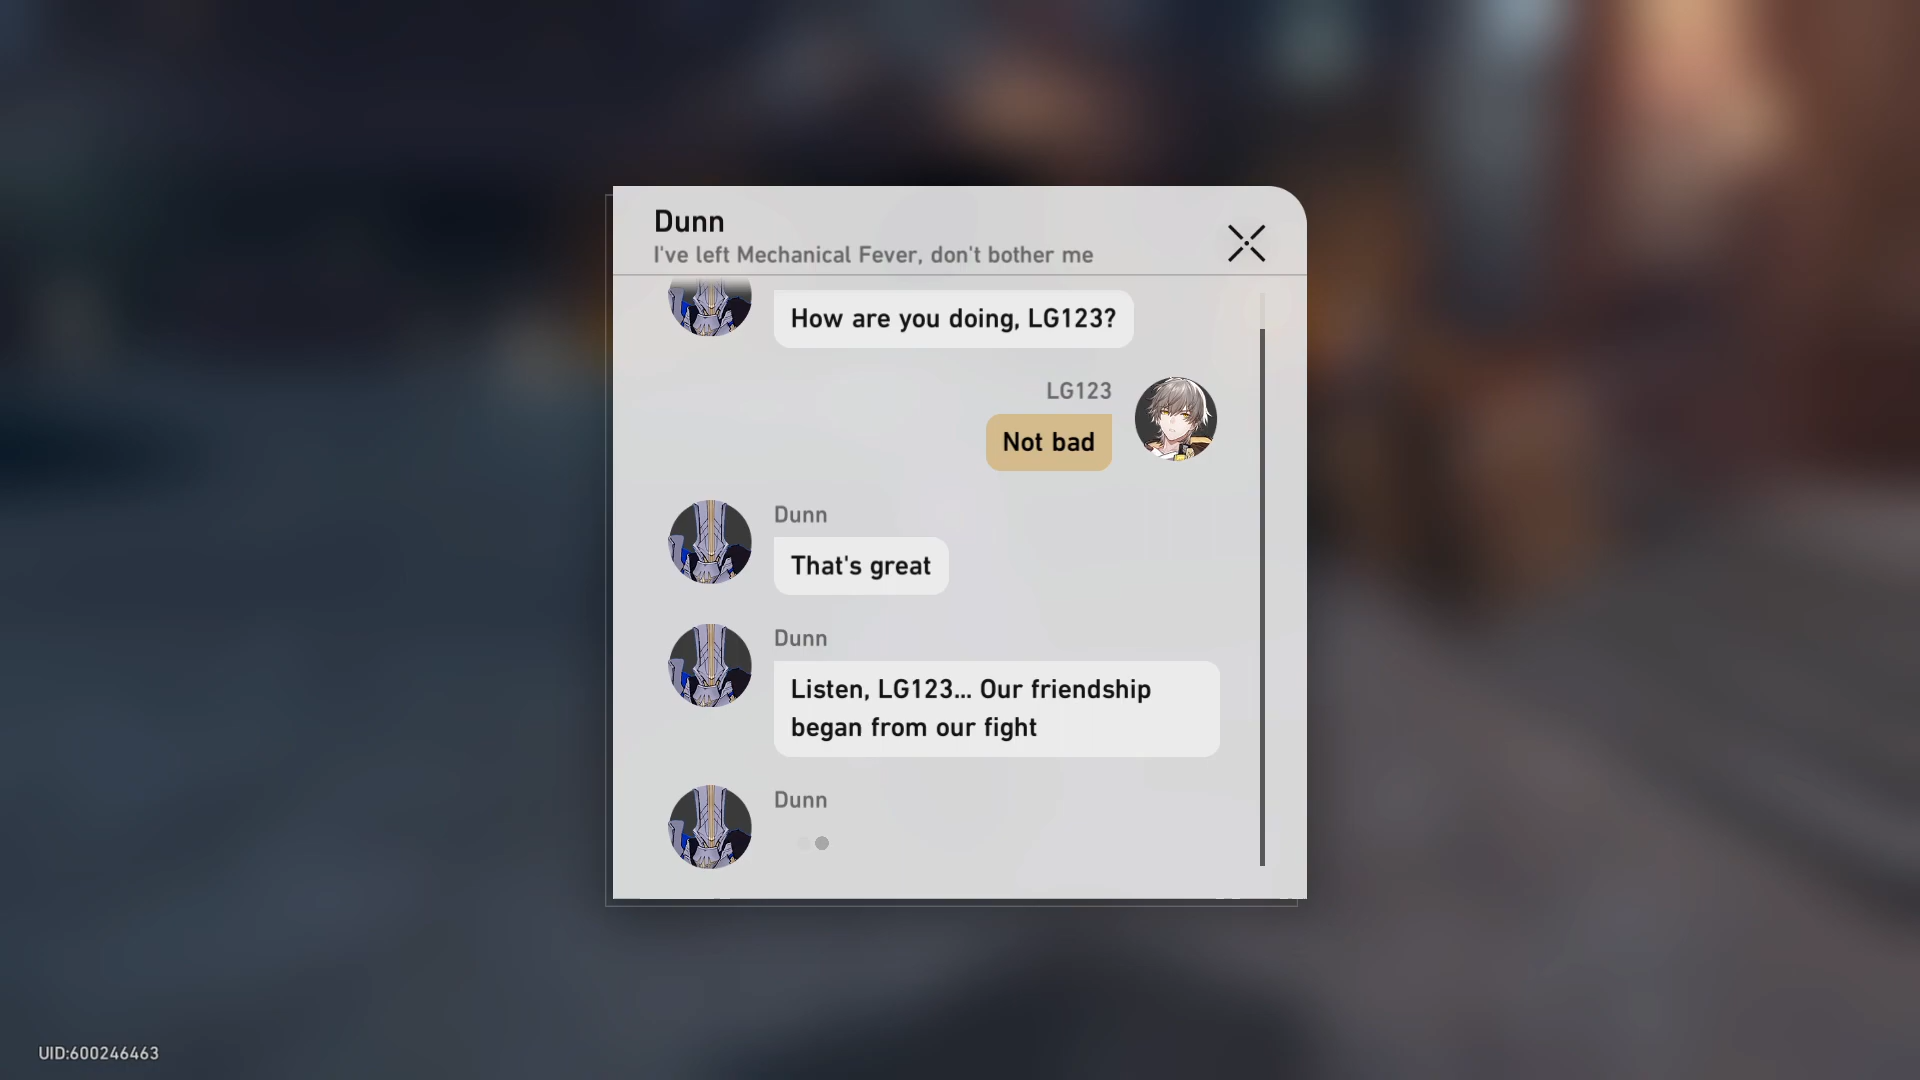 Dunn
I've left Mechanical Fever, don't bother me
How are you doing, LG123?
LG123
Not bad
Dunn
That's great
Dunn
Listen, LG123... Our friendship
began from our fight
Dunn
UID:600246463